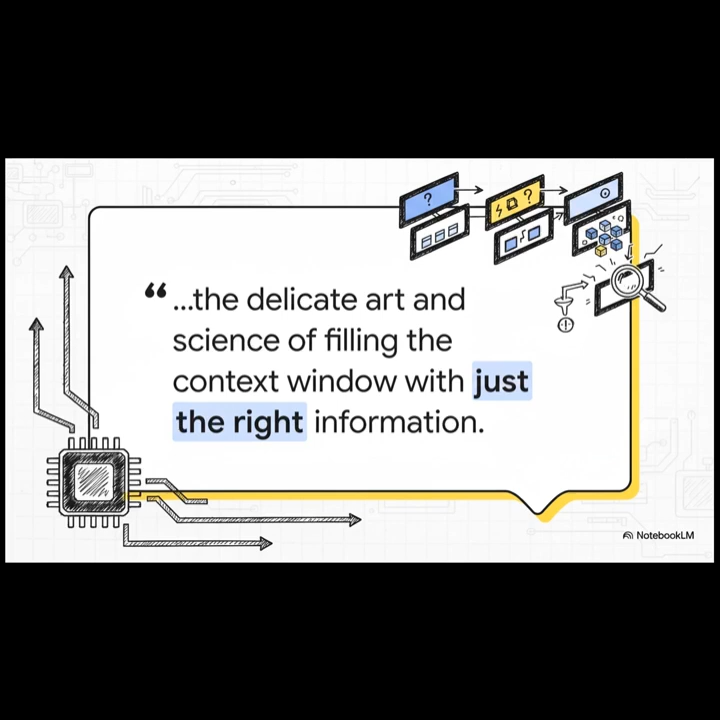 “...the delicate art and
science of filling the
context window with just
the right information.
?
?
NotebookLM